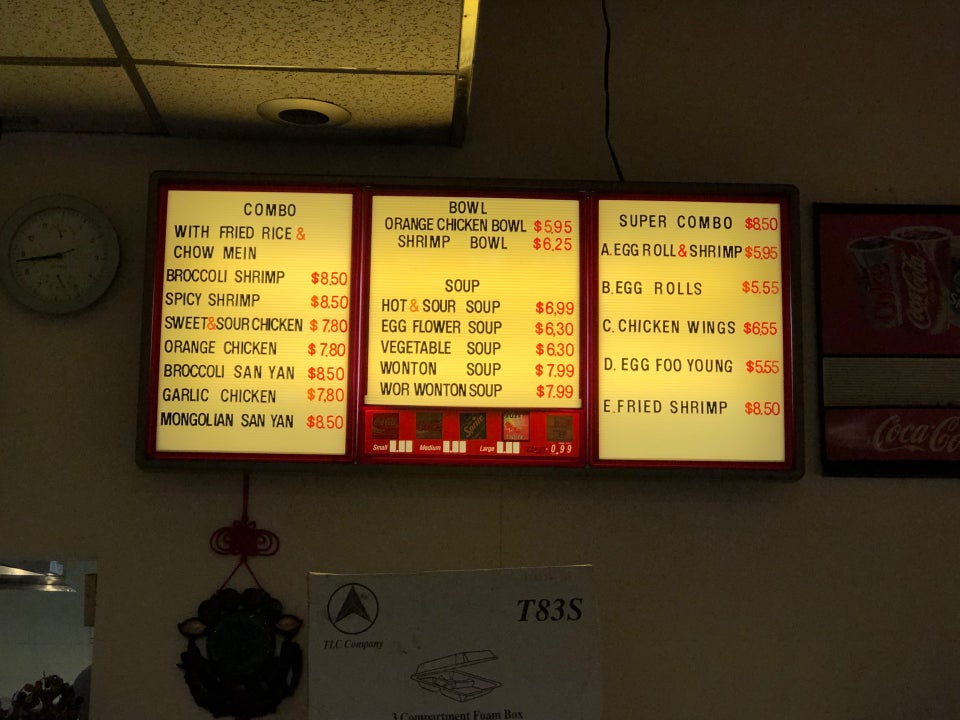 COMBO
WITH FRIED RICE &
CHOW MEIN
BROCCOLI SHRIMP $8.50
SPICY SHRIMP $8.50
SWEET&SOUR CHICKEN $7.80
ORANGE CHICKEN $7.80
BROCCOLI SAN YAN $8.50
GARLIC CHICKEN $7.80
MONGOLIAN SAN YAN $8.50
BOWL
ORANGE CHICKEN BOWL $5.95
SHRIMP BOWL $6.25
SOUP
HOT & SOUR SOUP $6.99
EGG FLOWER SOUP $6.30
VEGETABLE SOUP $6.30
WONTON SOUP $7.99
WOR WONTON SOUP $7.99
Sprite
Small Medium Large 0.99
SUPER COMBO $8.50
A.EGG ROLL & SHRIMP $5.95
B.EGG ROLLS $5.55
C. CHICKEN WINGS $6.55
D. EGG FOO YOUNG $5.55
E.FRIED SHRIMP $8.50
Coca-Cola
Coca-Co
TLC Company
T83S
3 Compartment Foam Box